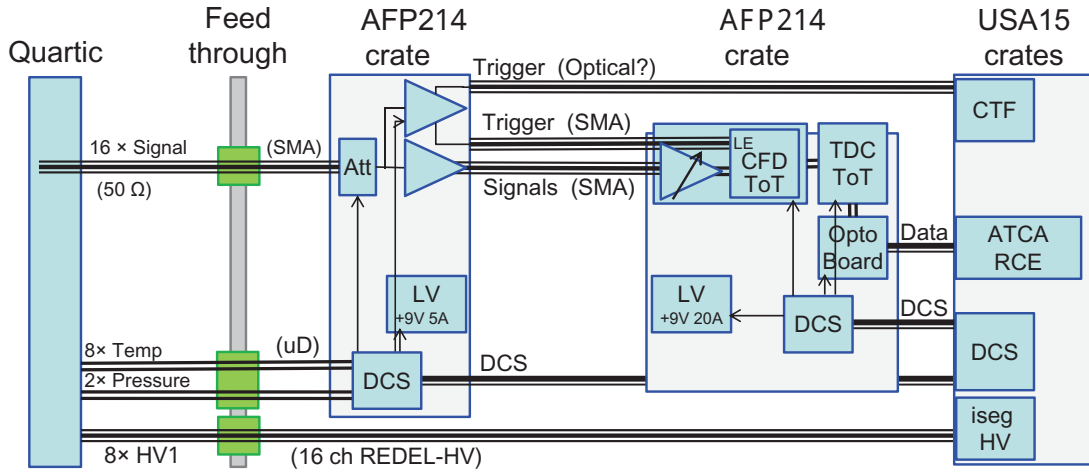 Quartic
Feed
through
AFP214
crate
AFP214
crate
USA15
crates
Trigger (Optical?)
CTF
16 × Signal
(SMA)
(50 Ω)
Att
Trigger (SMA)
Signals (SMA)
LE
CFD
ToT
TDC
ToT
Opto
Board
Data
ATCA
RCE
LV
+9V 5A
LV
+9V 20A
DCS
DCS
DCS
8× Temp
(uD)
2× Pressure
DCS
DCS
iseg
HV
8× HV1
(16 ch REDEL-HV)